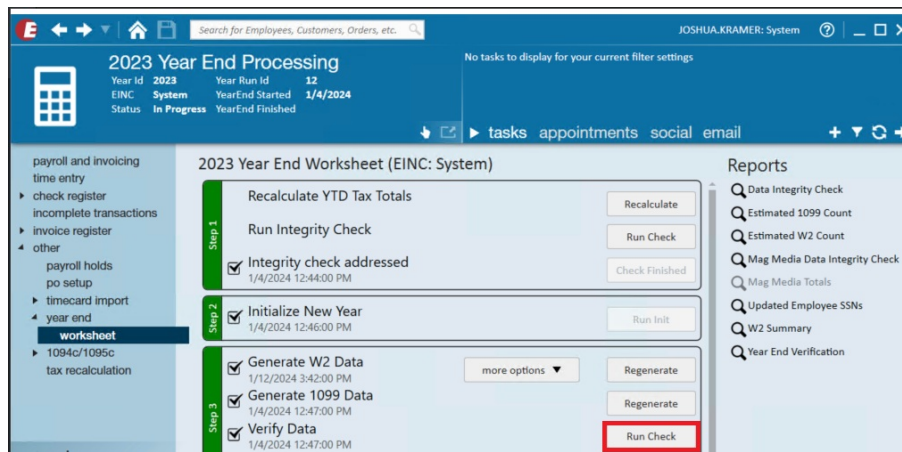 Search for Employees, Customers, Orders, etc.
JOSHUA.KRAMER: System
2023 Year End Processing
Year Id 2023 Year Run Id 12
EINC System YearEnd Started 1/4/2024
Status In Progress YearEnd Finished
No tasks to display for your current filter settings
tasks appointments social email
payroll and invoicing
time entry
check register
incomplete transactions
invoice register
other
payroll holds
po setup
timecard import
year end
worksheet
1094c/1095c
tax recalculation
2023 Year End Worksheet (EINC: System)
Step 1
Recalculate YTD Tax Totals
Recalculate
Run Integrity Check
Run Check
Integrity check addressed
1/4/2024 12:44:00 PM
Check Finished
Step 2
Initialize New Year
1/4/2024 12:46:00 PM
Run Init
Step 3
Generate W2 Data
1/12/2024 3:42:00 PM
more options
Regenerate
Generate 1099 Data
1/4/2024 12:47:00 PM
Regenerate
Verify Data
1/4/2024 12:47:00 PM
Run Check
Reports
Data Integrity Check
Estimated 1099 Count
Estimated W2 Count
Mag Media Data Integrity Check
Mag Media Totals
Updated Employee SSNs
W2 Summary
Year End Verification